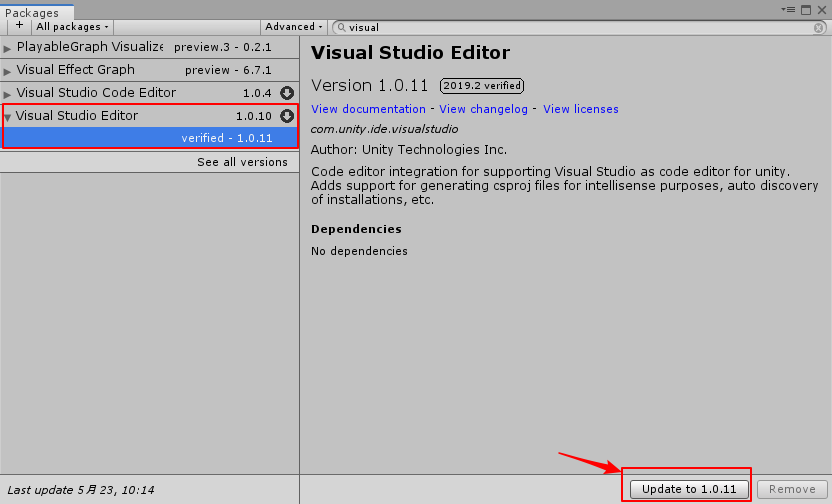 Packages
+ All packages Advanced visual
PlayableGraph Visualize preview.3 - 0.2.1
Visual Effect Graph preview - 6.7.1
Visual Studio Code Editor 1.0.4
Visual Studio Editor 1.0.10
verified - 1.0.11
See all versions
Visual Studio Editor
Version 1.0.11 2019.2 verified
View documentation - View changelog - View licenses
com.unity.ide.visualstudio
Author: Unity Technologies Inc.
Code editor integration for supporting Visual Studio as code editor for unity.
Adds support for generating csproj files for intellisense purposes, auto discovery
of installations, etc.
Dependencies
No dependencies
Last update 5月 23, 10:14
Update to 1.0.11 Remove